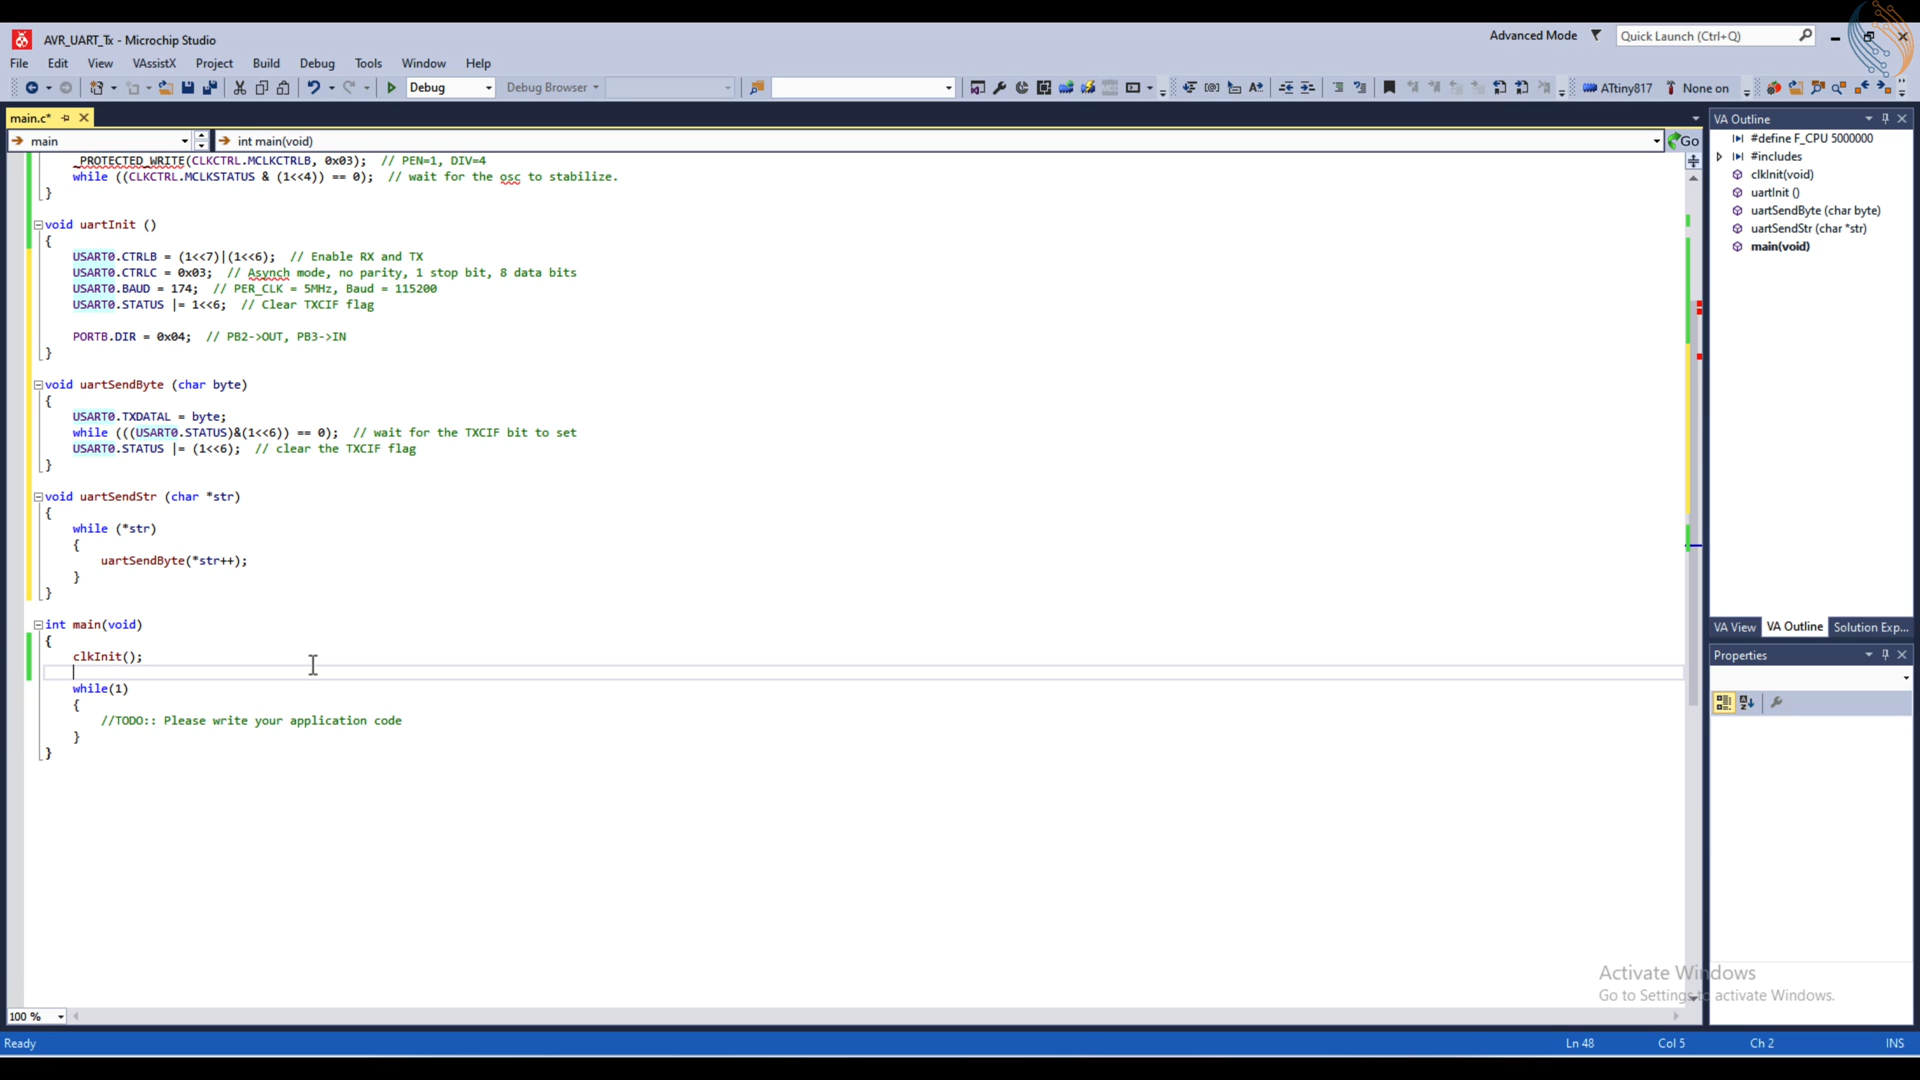 AVR_UART_Tx - Microchip Studio
Advanced Mode
Quick Launch (Ctrl+Q)
File Edit View VAssistX Project Build Debug Tools Window Help
Debug
Debug Browser
ATtiny817
None on
main.c*
main
int main(void)
Go
_PROTECTED_WRITE(CLKCTRL.MCLKCTRLB, 0x03);  // PEN=1, DIV=4
while ((CLKCTRL.MCLKSTATUS & (1<<4)) == 0);  // wait for the osc to stabilize.
}
void uartInit ()
{
USART0.CTRLB = (1<<7)|(1<<6);  // Enable RX and TX
USART0.CTRLC = 0x03;  // Asynch mode, no parity, 1 stop bit, 8 data bits
USART0.BAUD = 174;  // PER_CLK = 5MHz, Baud = 115200
USART0.STATUS |= 1<<6;  // Clear TXCIF flag
PORTB.DIR = 0x04;  // PB2->OUT, PB3->IN
}
void uartSendByte (char byte)
{
USART0.TXDATAL = byte;
while (((USART0.STATUS)&(1<<6)) == 0);  // wait for the TXCIF bit to set
USART0.STATUS |= (1<<6);  // clear the TXCIF flag
}
void uartSendStr (char *str)
{
while (*str)
{
uartSendByte(*str++);
}
}
int main(void)
{
clkInit();
while(1)
{
//TODO:: Please write your application code
}
}
VA Outline
#define F_CPU 5000000
#includes
clkInit(void)
uartInit ()
uartSendByte (char byte)
uartSendStr (char *str)
main(void)
VA View VA Outline Solution Exp...
Properties
Activate Windows
Go to Settings to activate Windows.
100 %
Ready
Ln 48 Col 5 Ch 2 INS